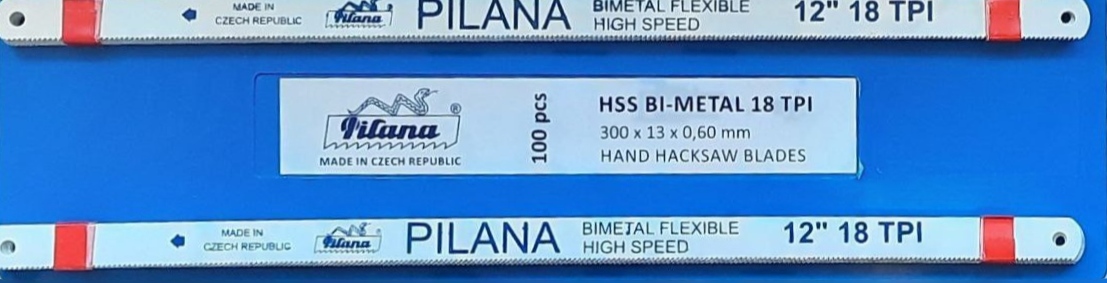 MADE IN
CZECH REPUBLIC
Pilana
PILANA
BIMETAL FLEXIBLE
HIGH SPEED
12" 18 TPI
Pilana ®
MADE IN CZECH REPUBLIC
100 pcs
HSS BI-METAL 18 TPI
300 x 13 x 0,60 mm
HAND HACKSAW BLADES
MADE IN
CZECH REPUBLIC
Pilana
PILANA
BIMETAL FLEXIBLE
HIGH SPEED
12" 18 TPI